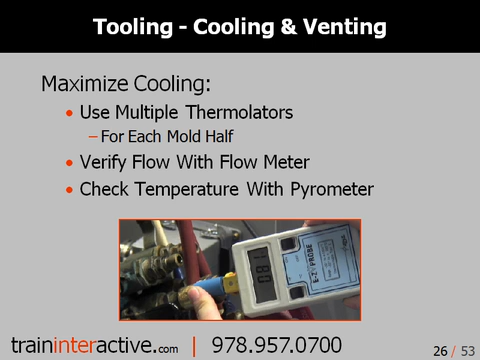 Tooling - Cooling & Venting
Maximize Cooling:
• Use Multiple Thermolators
– For Each Mold Half
• Verify Flow With Flow Meter
• Check Temperature With Pyrometer
E-Z PROBE
traininteractive.com | 978.957.0700
26 / 53